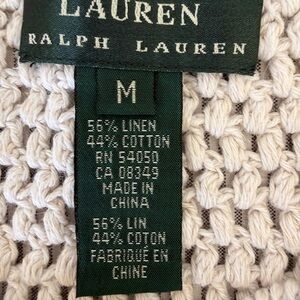 LAUREN
RALPH LAUREN
M
56% LINEN
44% COTTON
RN 54050
CA 08349
MADE IN
CHINA
56% LIN
44% COTON
FABRIQUÉ EN
CHINE